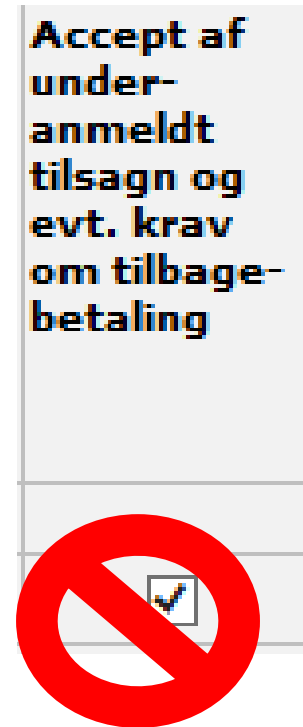 Accept af
under-
anmeldt
tilsagn og
evt. krav
om tilbage-
betaling